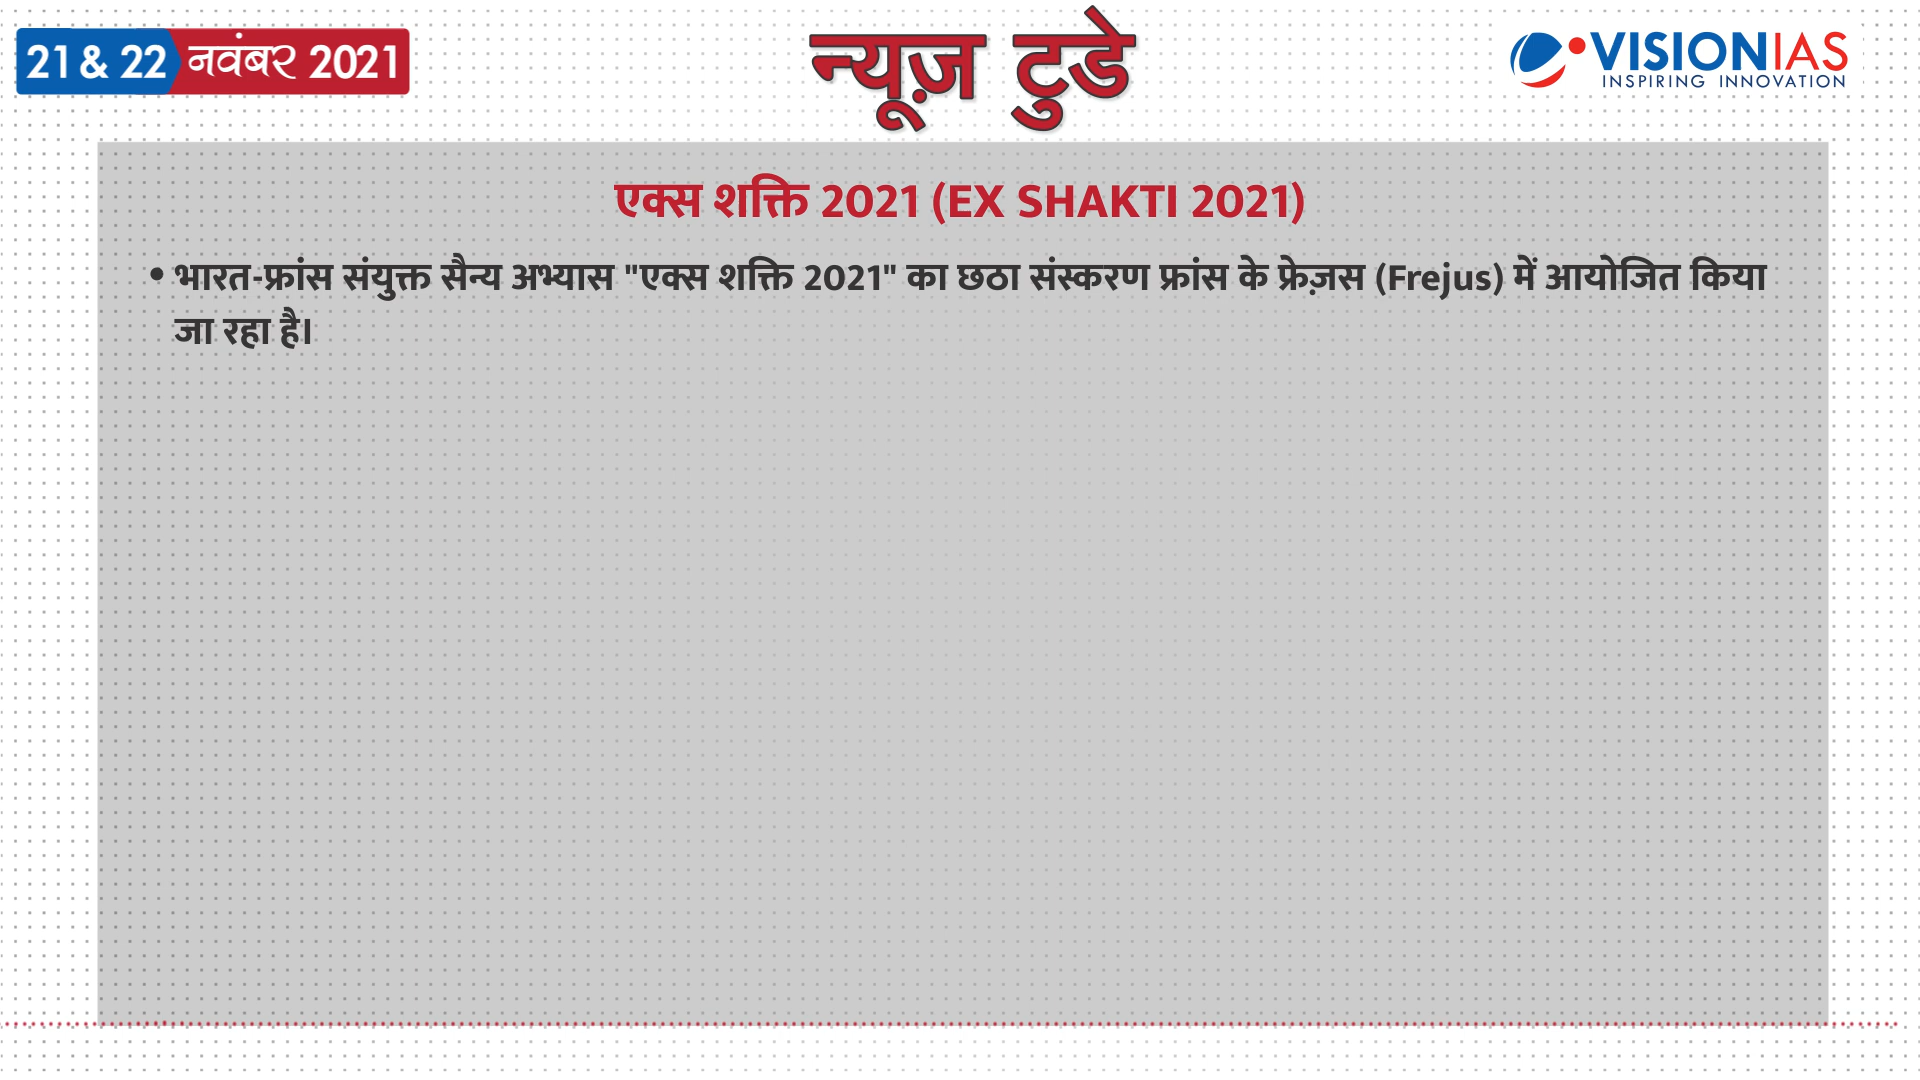 21 & 22 नवंबर 2021
न्यूज़ टुडे
VISIONIAS
INSPIRING INNOVATION
एक्स शक्ति 2021 (EX SHAKTI 2021)
• भारत-फ्रांस संयुक्त सैन्य अभ्यास "एक्स शक्ति 2021" का छठा संस्करण फ्रांस के फ्रेज़स (Frejus) में आयोजित किया
जा रहा है।